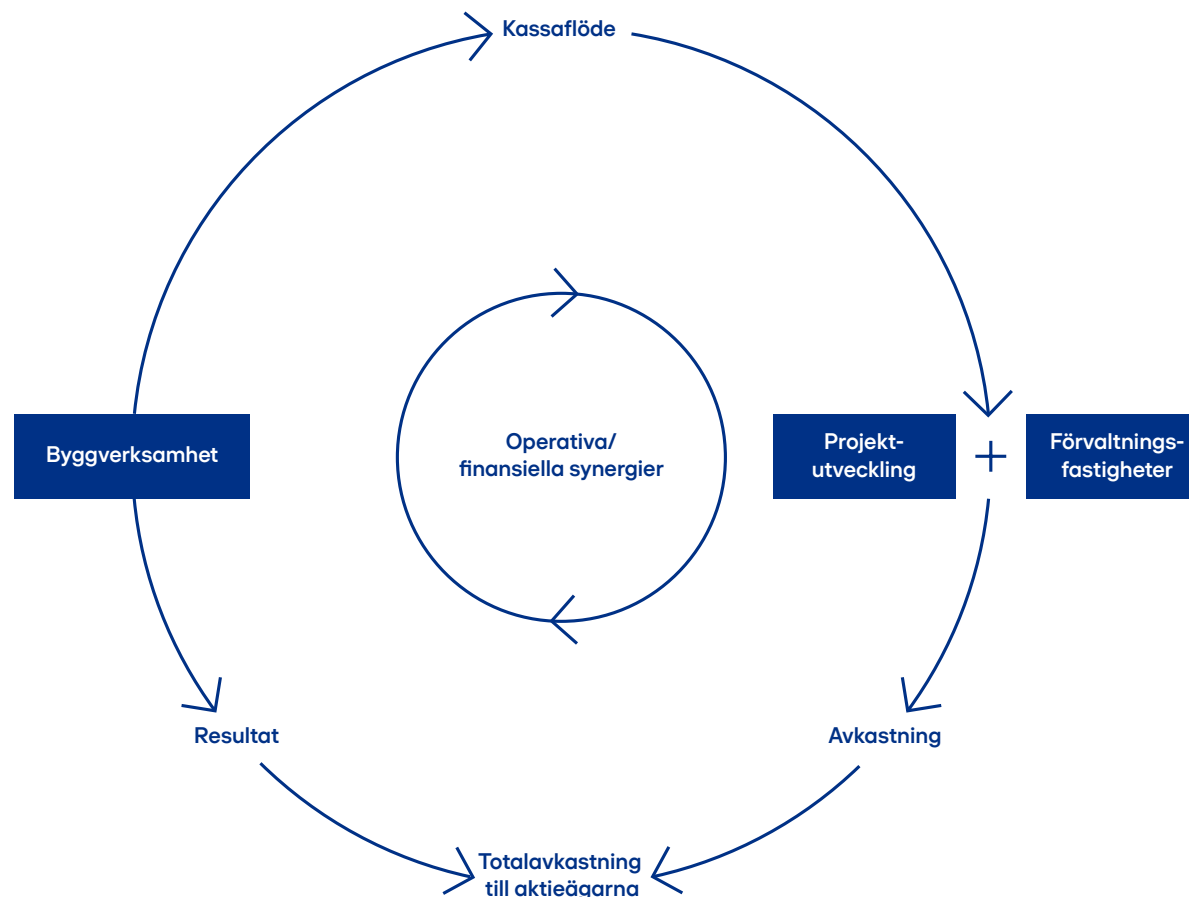 Kassaflöde
Byggverksamhet
Operativa/
finansiella synergier
Projekt-
utveckling
+
Förvaltnings-
fastigheter
Resultat
Avkastning
Totalavkastning
till aktieägarna